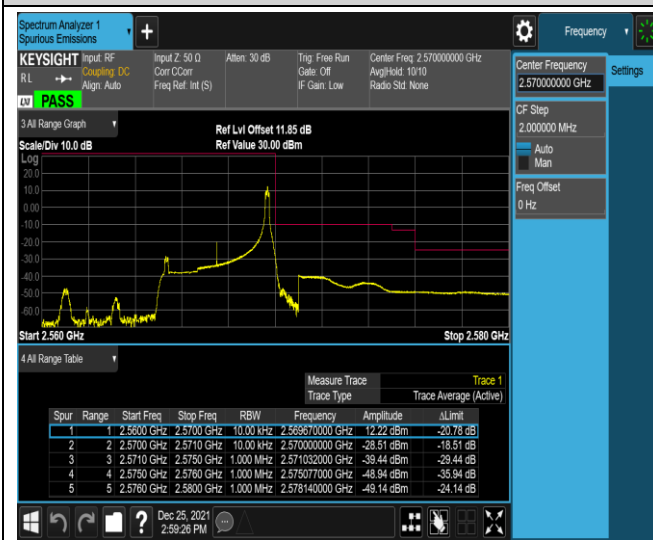 Spectrum Analyzer 1
Spurious Emissions
+
Frequency
KEYSIGHT Input: RF Input Z: 50 Ω Atten: 30 dB Trig: Free Run Center Freq: 2.570000000 GHz
RL Coupling: DC Corr CCorr Gate: Off Avg|Hold: 10/10
Align: Auto Freq Ref: Int (S) IF Gain: Low Radio Std: None
LXI PASS
Center Frequency
2.570000000 GHz
Settings
CF Step
2.000000 MHz
Auto
Man
Freq Offset
0 Hz
3 All Range Graph
Ref Lvl Offset 11.85 dB
Scale/Div 10.0 dB Ref Value 30.00 dBm
Log
20.0
10.0
0.00
-10.0
-20.0
-30.0
-40.0
-50.0
-60.0
Start 2.560 GHz Stop 2.580 GHz
4 All Range Table
Measure Trace Trace 1
Trace Type Trace Average (Active)
Spur Range Start Freq Stop Freq RBW Frequency Amplitude ΔLimit
1 1 2.5600 GHz 2.5700 GHz 10.00 kHz 2.569670000 GHz 12.22 dBm -20.78 dB
2 2 2.5700 GHz 2.5710 GHz 10.00 kHz 2.570000000 GHz -28.51 dBm -18.51 dB
3 3 2.5710 GHz 2.5750 GHz 1.000 MHz 2.571032000 GHz -39.44 dBm -29.44 dB
4 4 2.5750 GHz 2.5760 GHz 1.000 MHz 2.575077000 GHz -48.94 dBm -35.94 dB
5 5 2.5760 GHz 2.5800 GHz 1.000 MHz 2.578140000 GHz -49.14 dBm -24.14 dB
? Dec 25, 2021
2:59:26 PM